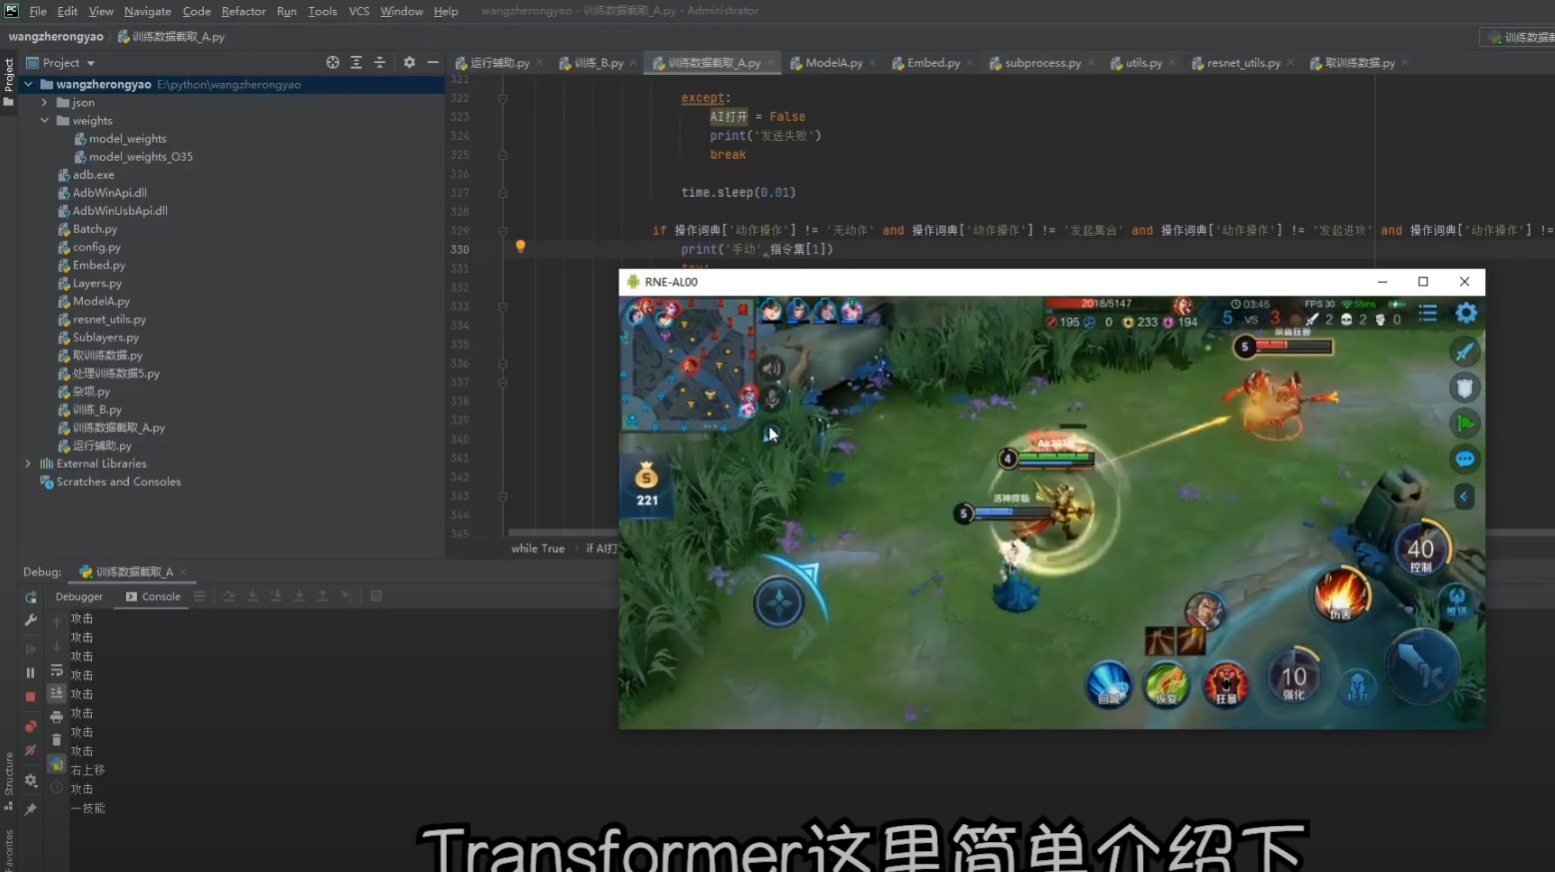 File Edit View Navigate Code Refactor Run Tools VCS Window Help wangzherongyao - 训练数据截取_A.py - Administrator
wangzherongyao 训练数据截取_A.py
训练数据截
Project
运行辅助.py 训练_B.py 训练数据截取_A.py ModelA.py Embed.py subprocess.py utils.py resnet_utils.py 取训练数据.py
Project
wangzherongyao E:\python\wangzherongyao
json
weights
model_weights
model_weights_O35
adb.exe
AdbWinApi.dll
AdbWinUsbApi.dll
Batch.py
config.py
Embed.py
Layers.py
ModelA.py
resnet_utils.py
Sublayers.py
取训练数据.py
处理训练数据5.py
杂项.py
训练_B.py
训练数据截取_A.py
运行辅助.py
External Libraries
Scratches and Consoles
321
322 except:
323 AI打开 = False
324 print('发送失败')
325 break
326
327 time.sleep(0.01)
328
329 if 操作词典['动作操作'] != '无动作' and 操作词典['动作操作'] != '发起集合' and 操作词典['动作操作'] != '发起进攻' and 操作词典['动作操作'] !=
330 print('手动',指令集[1])
331 try:
332
333
334
335
336
337
338
339
340
341
342
343
344
345
while True if AI打
RNE-AL00
2018/5147
195 0 233 194
03:45 FPS 30 56ms
5 VS 3 2 2 0
5
4
5
221
40
控制
伤害
推塔
10
强化
补刀
回城
恢复
狂暴
Debug: 训练数据截取_A
Debugger Console
攻击
攻击
攻击
攻击
攻击
攻击
攻击
攻击
右上移
攻击
一技能
Structure
Favorites
Transformer这里简单介绍下